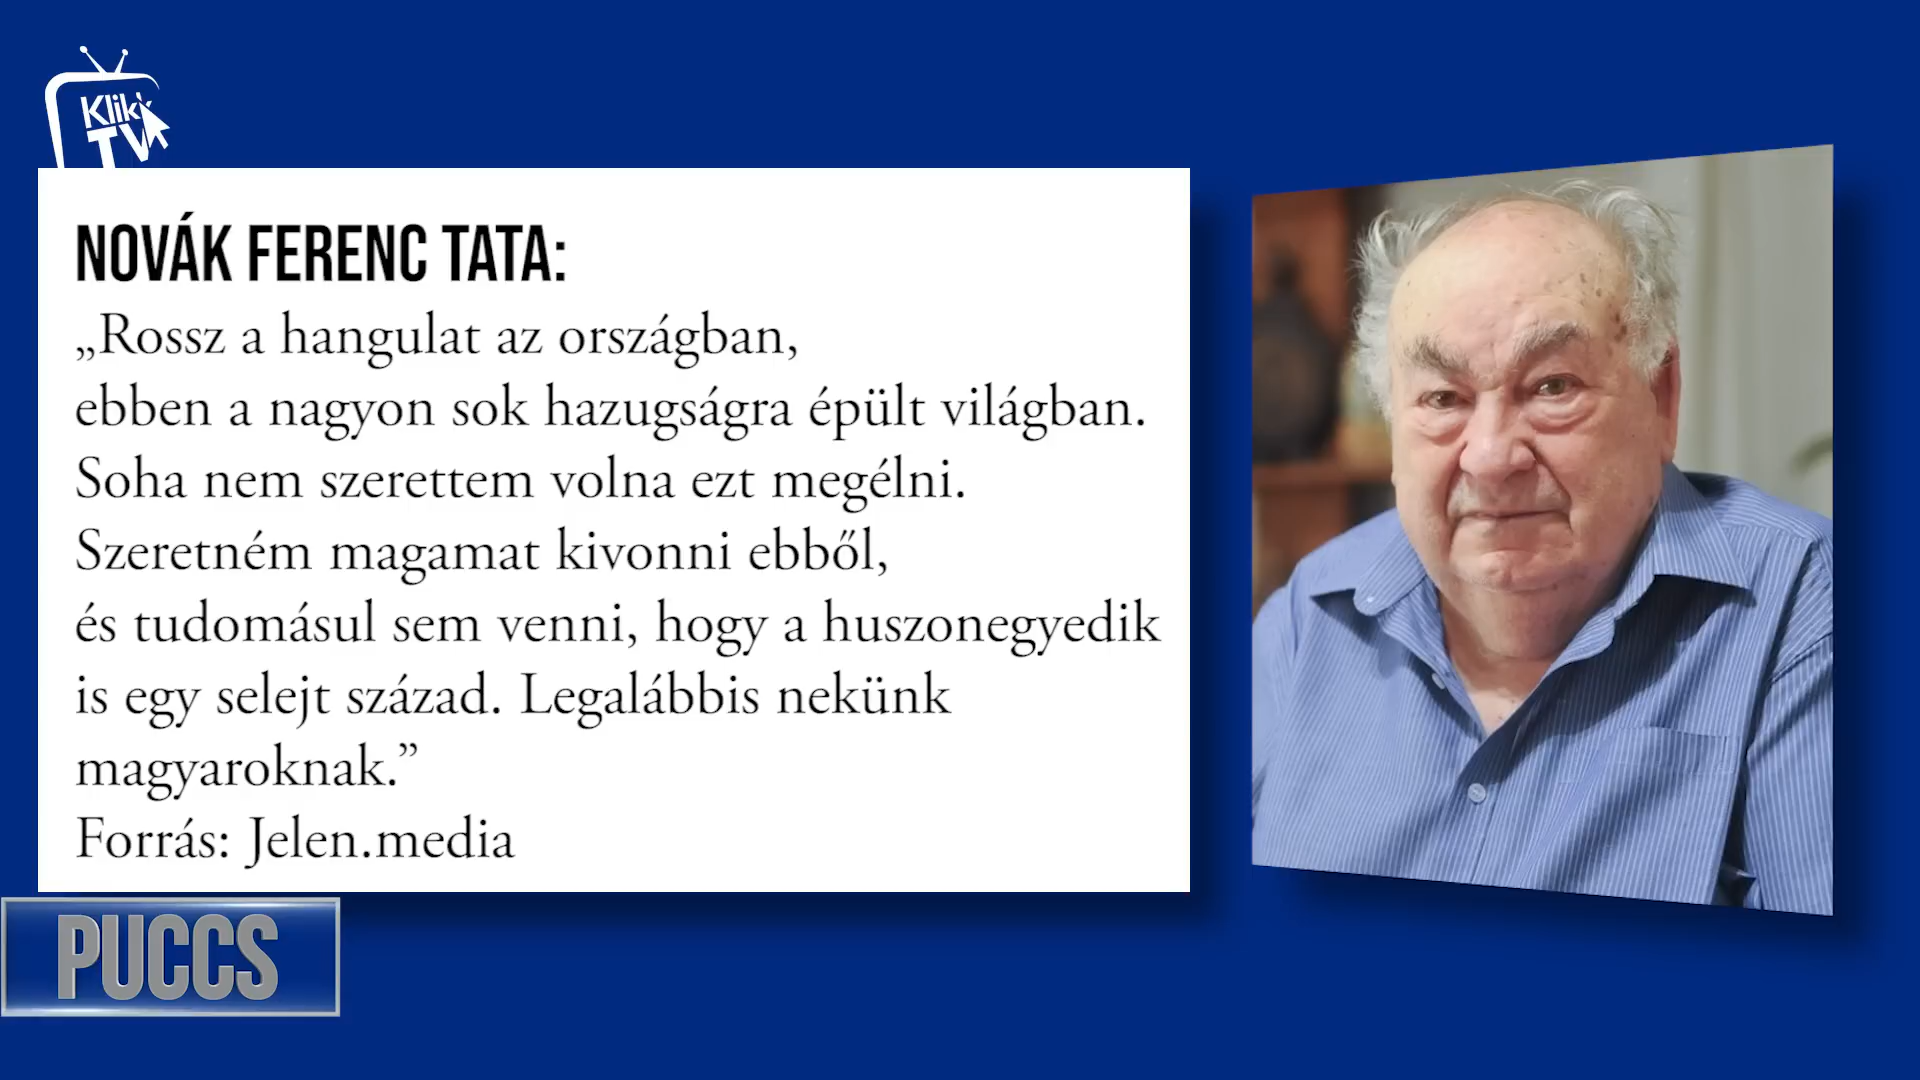 Klikk
TV
NOVÁK FERENC TATA:
„Rossz a hangulat az országban,
ebben a nagyon sok hazugságra épült világban.
Soha nem szerettem volna ezt megélni.
Szeretném magamat kivonni ebből,
és tudomásul sem venni, hogy a huszonegyedik
is egy selejt század. Legalábbis nekünk
magyaroknak.”
Forrás: Jelen.media
PUCCS